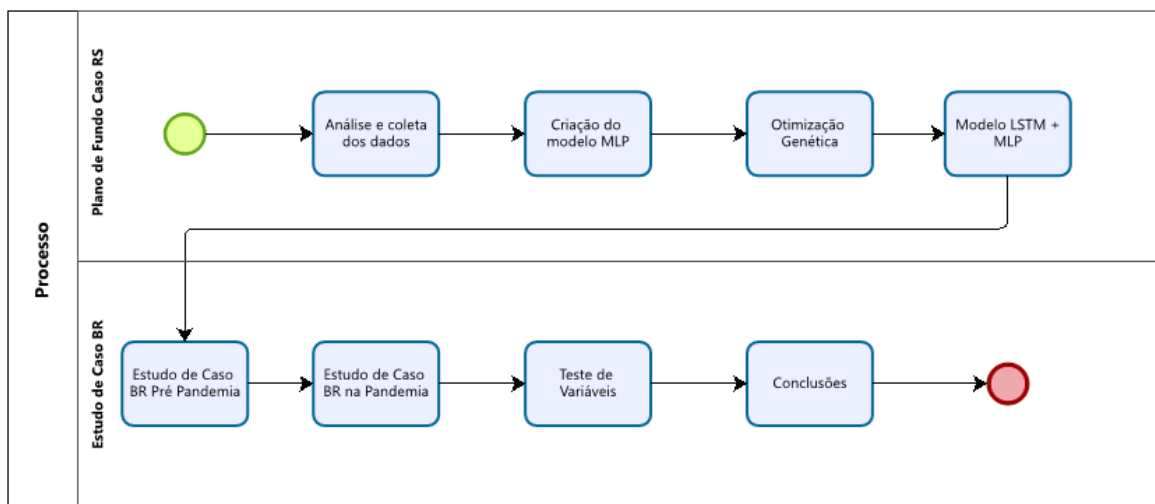 Processo
Plano de Fundo Caso RS
Análise e coleta
dos dados
Criação do
modelo MLP
Otimização
Genética
Modelo LSTM +
MLP
Estudo de Caso BR
Estudo de Caso
BR Pré Pandemia
Estudo de Caso
BR na Pandemia
Teste de
Variáveis
Conclusões